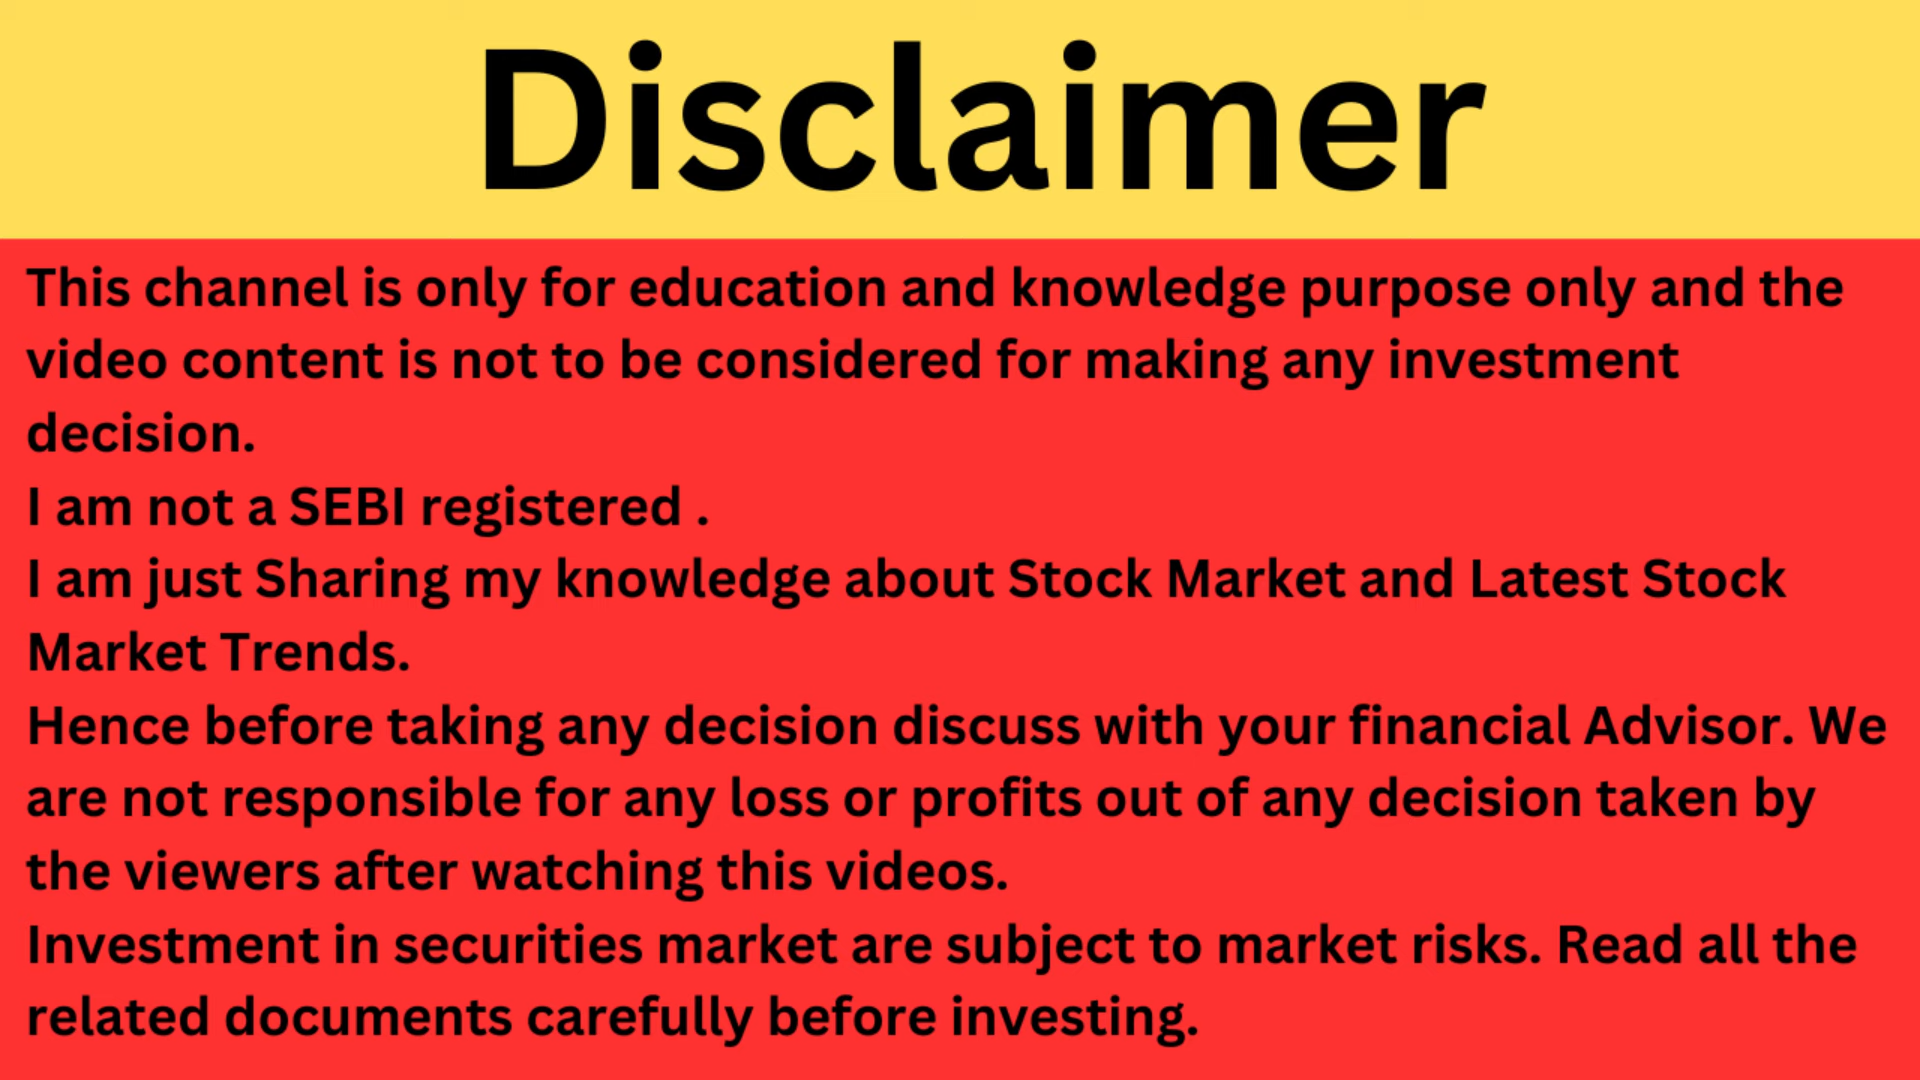 Disclaimer
This channel is only for education and knowledge purpose only and the
video content is not to be considered for making any investment
decision.
I am not a SEBI registered .
I am just Sharing my knowledge about Stock Market and Latest Stock
Market Trends.
Hence before taking any decision discuss with your financial Advisor. We
are not responsible for any loss or profits out of any decision taken by
the viewers after watching this videos.
Investment in securities market are subject to market risks. Read all the
related documents carefully before investing.